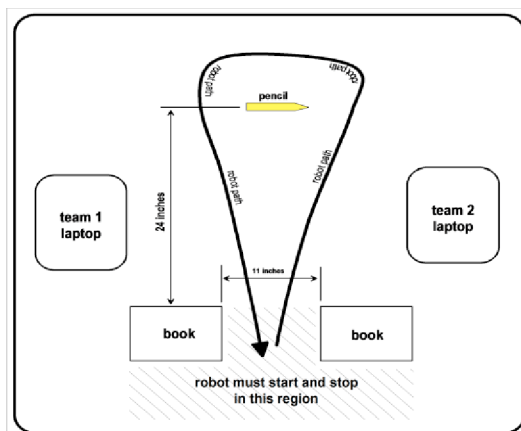 robot path
robot path
pencil
robot path
robot path
24 inches
team 1
laptop
team 2
laptop
11 inches
book
book
robot must start and stop
in this region